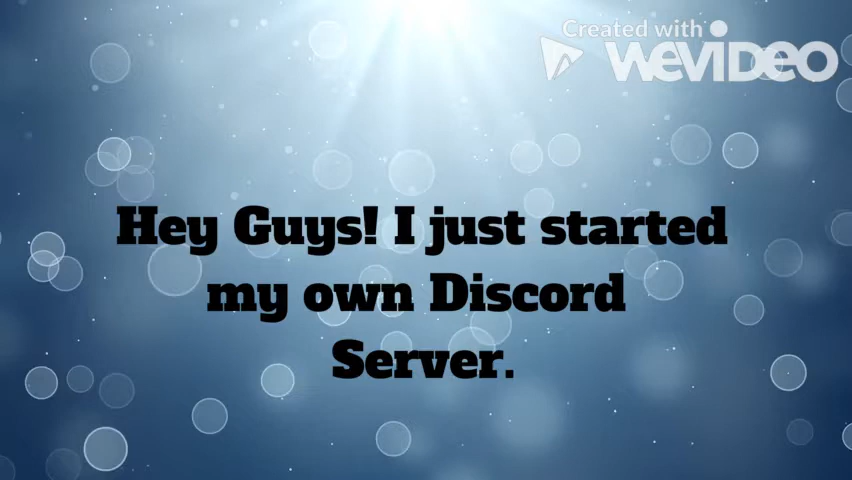 Created with
WEVIDEO
Hey Guys! I just started
my own Discord
Server.